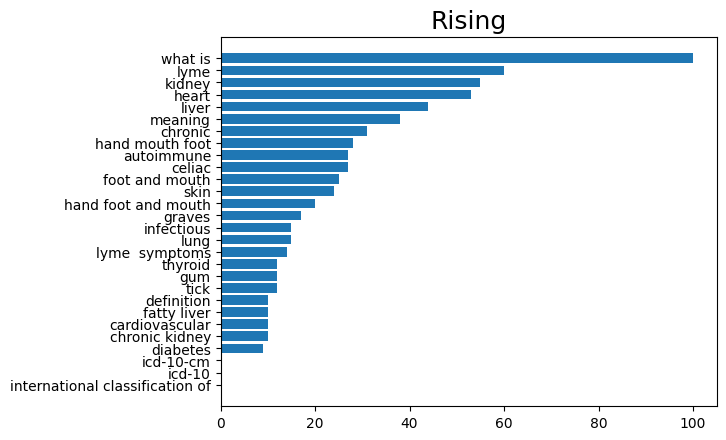 Rising
what is
lyme
kidney
heart
liver
meaning
chronic
hand mouth foot
autoimmune
celiac
foot and mouth
skin
hand foot and mouth
graves
infectious
lung
lyme  symptoms
thyroid
gum
tick
definition
fatty liver
cardiovascular
chronic kidney
diabetes
icd-10-cm
icd-10
international classification of
0 20 40 60 80 100